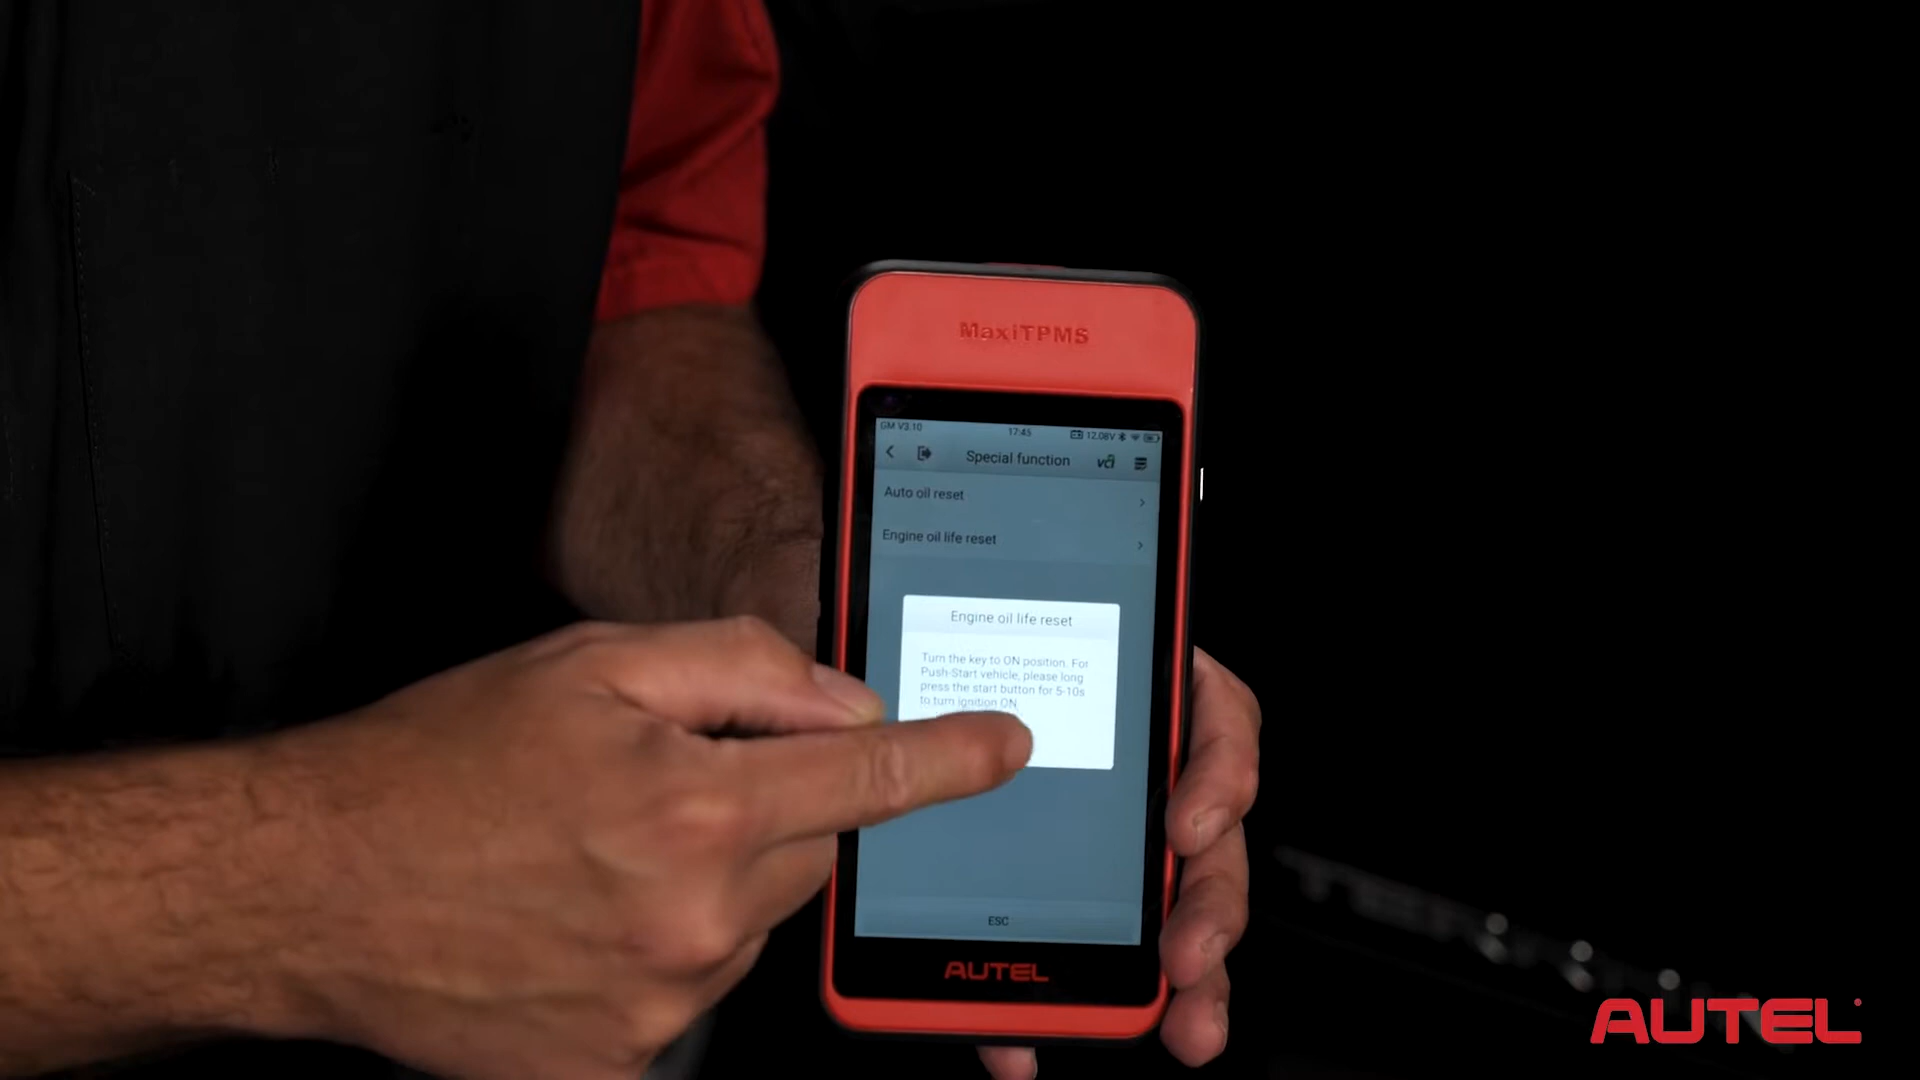 MaxiTPMS
GM V3.10 17:45 12.08V
Special function
Auto oil reset
Engine oil life reset
Engine oil life reset
Turn the key to ON position. For
Push-Start vehicle, please long
press the start button for 5-10s
to turn ignition ON.
ESC
AUTEL
AUTEL